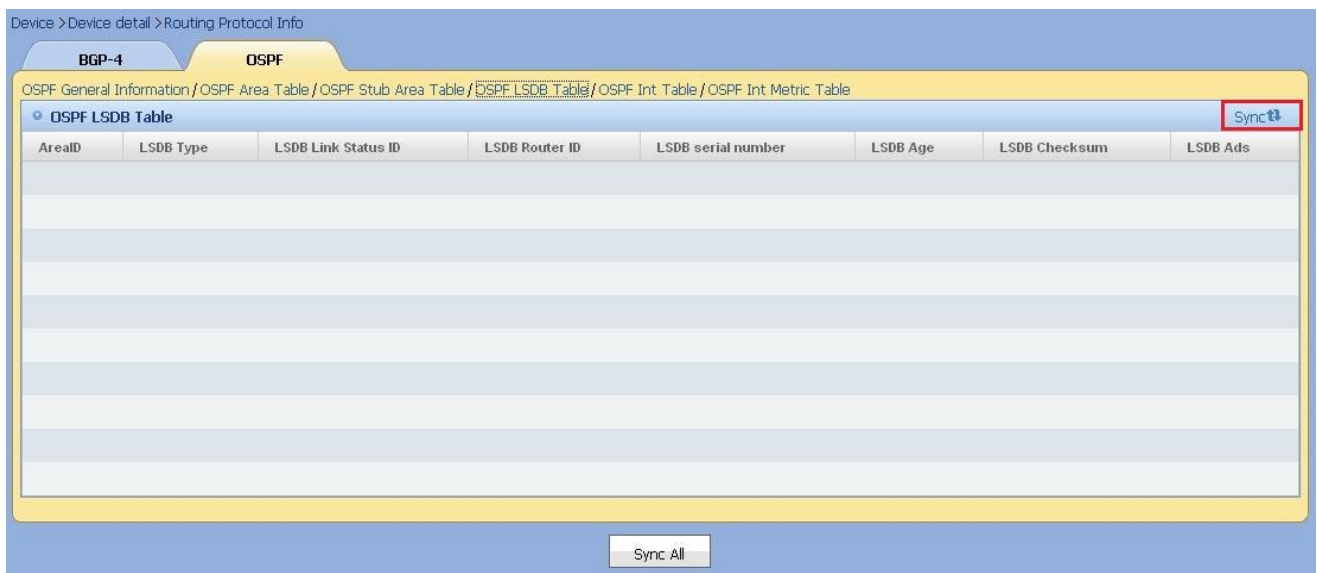 Device >Device detail >Routing Protocol Info
BGP-4 OSPF
OSPF General Information / OSPF Area Table / OSPF Stub Area Table / OSPF LSDB Table / OSPF Int Table / OSPF Int Metric Table
OSPF LSDB Table Sync
AreaID LSDB Type LSDB Link Status ID LSDB Router ID LSDB serial number LSDB Age LSDB Checksum LSDB Ads
Sync All